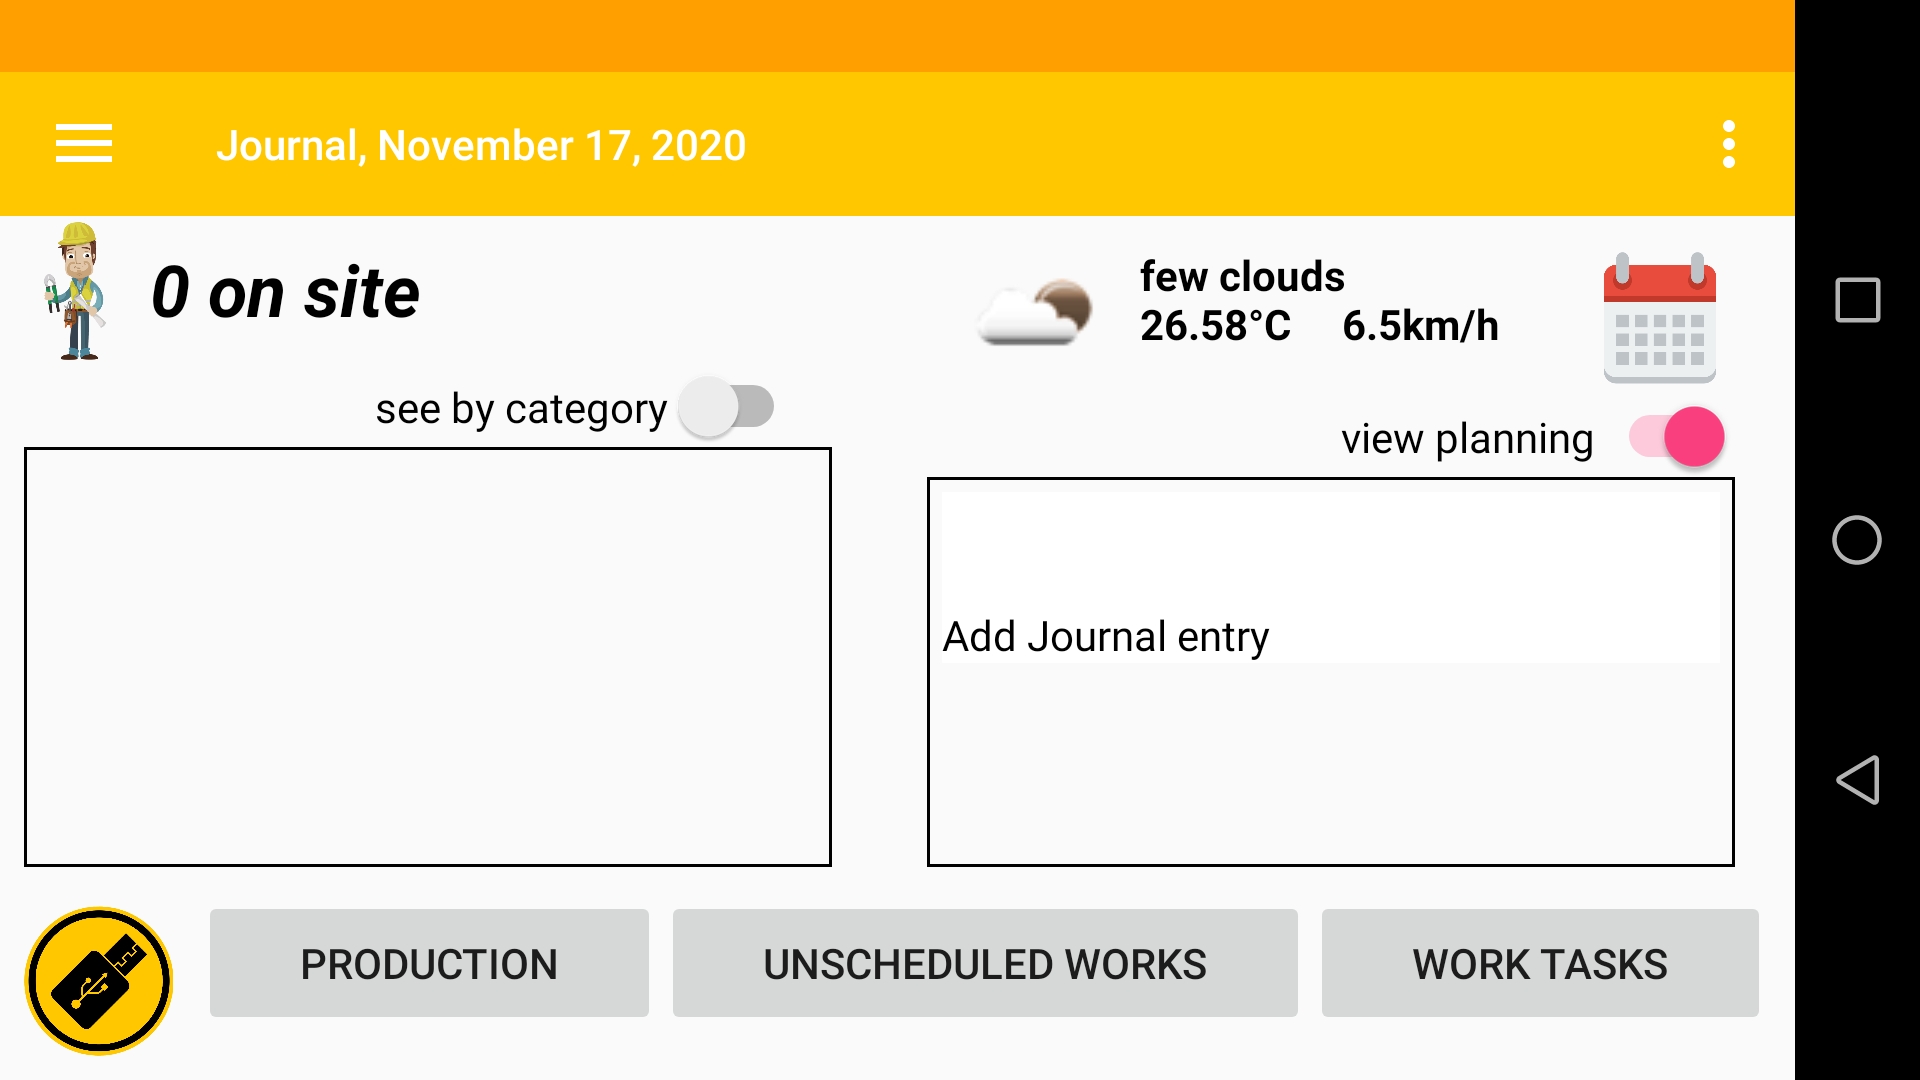 Journal, November 17, 2020
0 on site
few clouds
26.58°C 6.5km/h
see by category
view planning
Add Journal entry
PRODUCTION
UNSCHEDULED WORKS
WORK TASKS